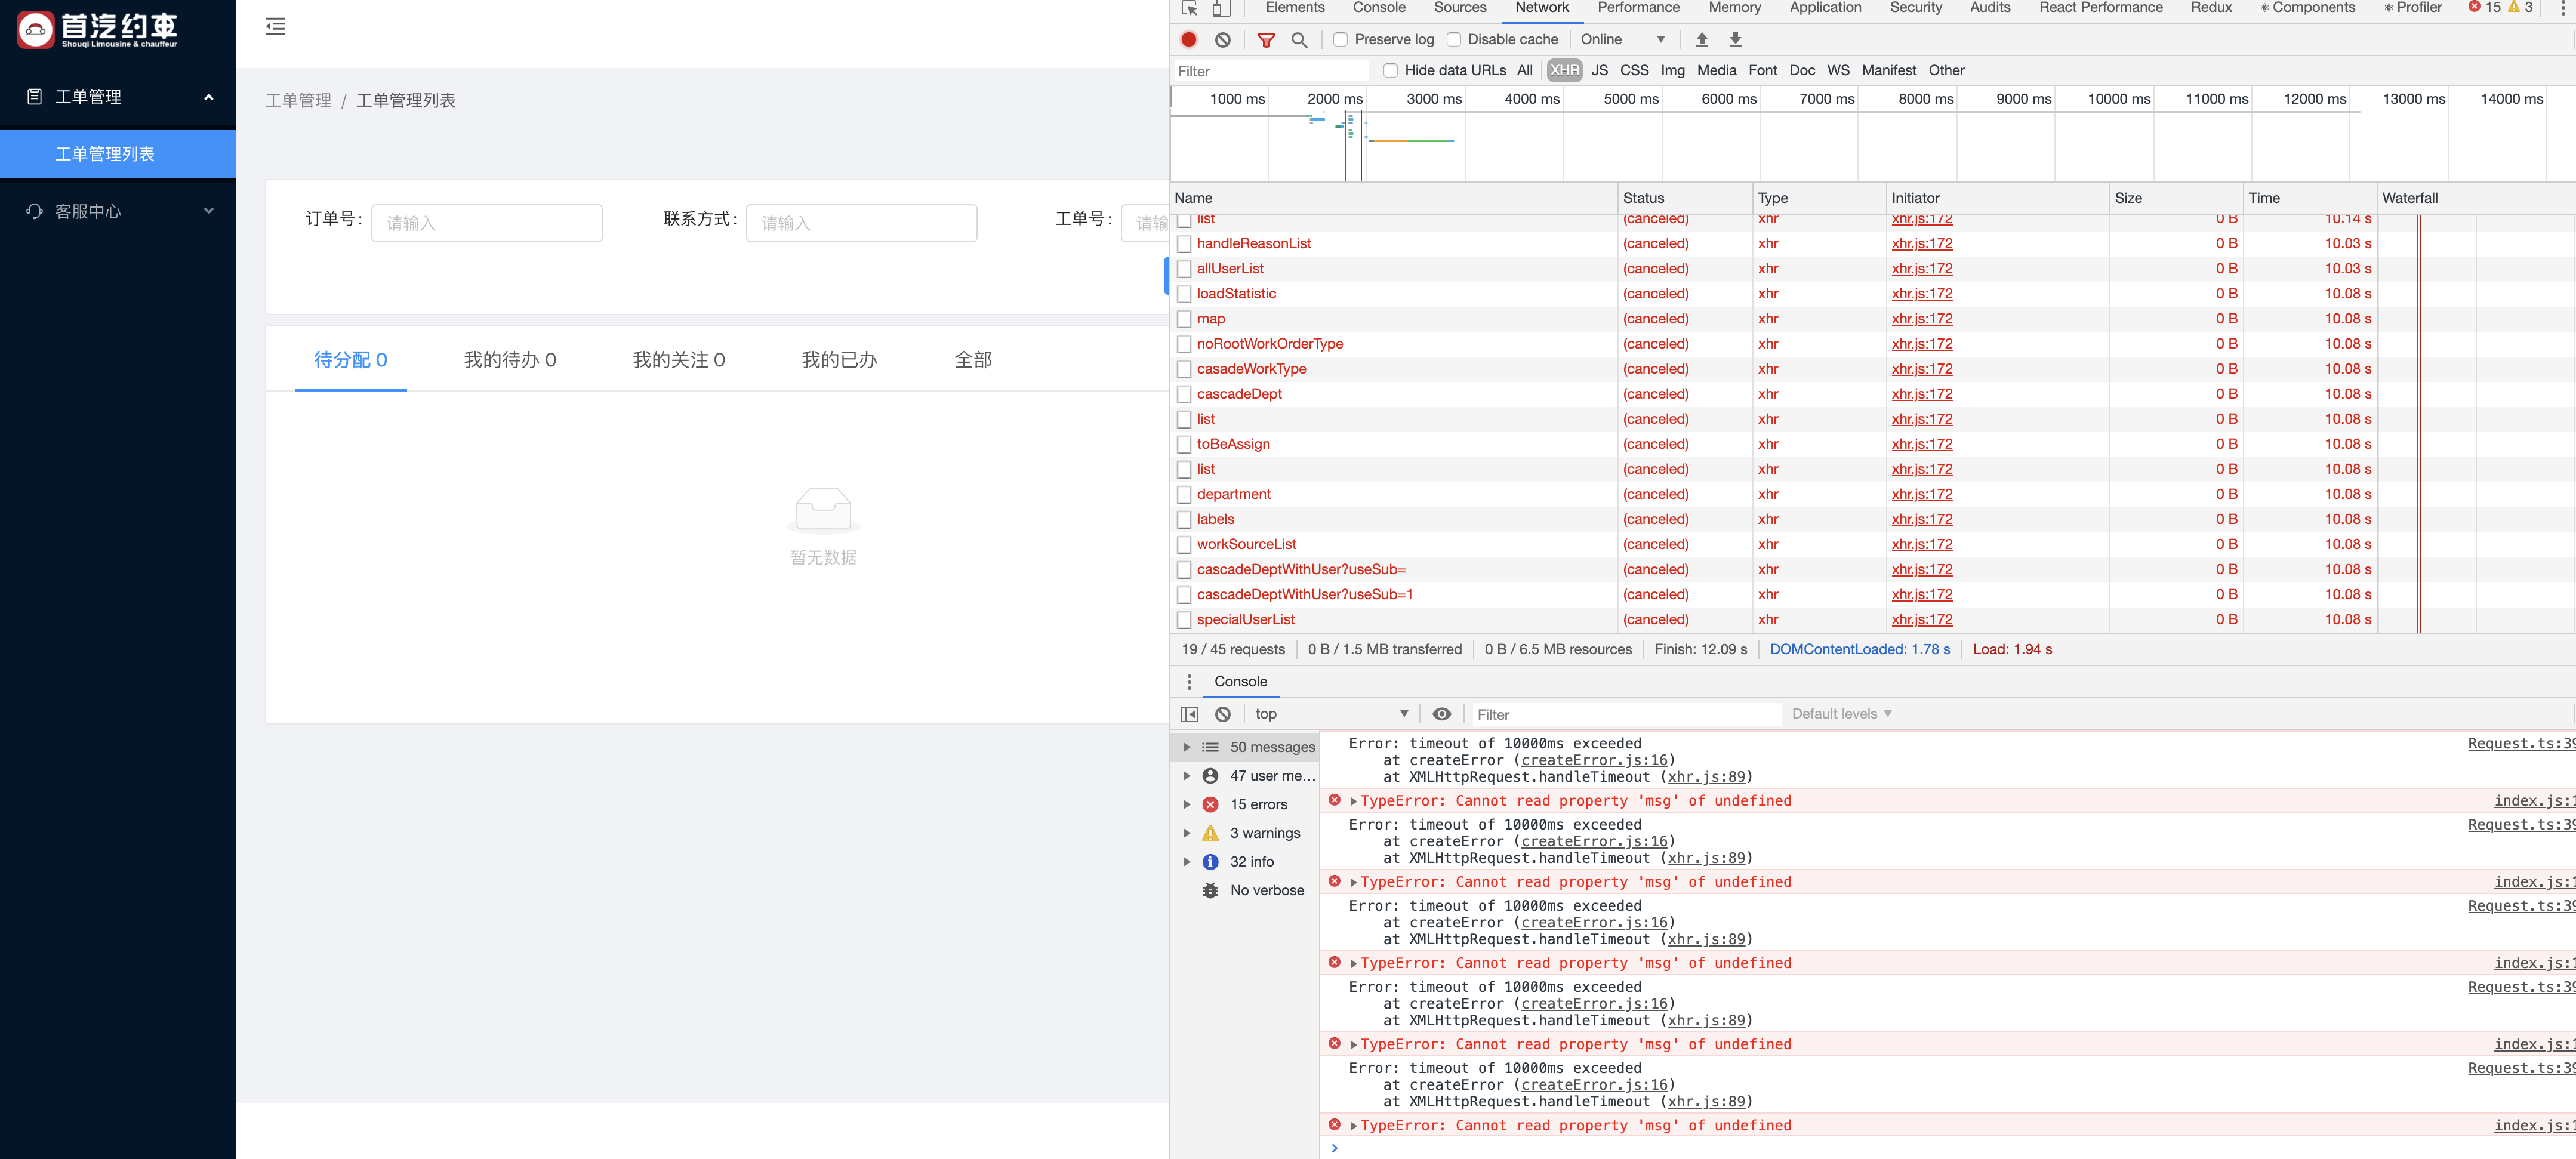 首汽约车
Shouqi Limousine & chauffeur
工单管理
工单管理列表
客服中心
工单管理 / 工单管理列表
订单号: 请输入 联系方式: 请输入 工单号: 请输
待分配 0 我的待办 0 我的关注 0 我的已办 全部
暂无数据
Elements Console Sources Network Performance Memory Application Security Audits React Performance Redux ⚛ Components ⚛ Profiler 15 3
Preserve log Disable cache Online
Filter Hide data URLs All XHR JS CSS Img Media Font Doc WS Manifest Other
1000 ms 2000 ms 3000 ms 4000 ms 5000 ms 6000 ms 7000 ms 8000 ms 9000 ms 10000 ms 11000 ms 12000 ms 13000 ms 14000 ms
Name Status Type Initiator Size Time Waterfall
list (canceled) xhr xhr.js:172 0 B 10.14 s
handleReasonList (canceled) xhr xhr.js:172 0 B 10.03 s
allUserList (canceled) xhr xhr.js:172 0 B 10.03 s
loadStatistic (canceled) xhr xhr.js:172 0 B 10.08 s
map (canceled) xhr xhr.js:172 0 B 10.08 s
noRootWorkOrderType (canceled) xhr xhr.js:172 0 B 10.08 s
casadeWorkType (canceled) xhr xhr.js:172 0 B 10.08 s
cascadeDept (canceled) xhr xhr.js:172 0 B 10.08 s
list (canceled) xhr xhr.js:172 0 B 10.08 s
toBeAssign (canceled) xhr xhr.js:172 0 B 10.08 s
list (canceled) xhr xhr.js:172 0 B 10.08 s
department (canceled) xhr xhr.js:172 0 B 10.08 s
labels (canceled) xhr xhr.js:172 0 B 10.08 s
workSourceList (canceled) xhr xhr.js:172 0 B 10.08 s
cascadeDeptWithUser?useSub= (canceled) xhr xhr.js:172 0 B 10.08 s
cascadeDeptWithUser?useSub=1 (canceled) xhr xhr.js:172 0 B 10.08 s
specialUserList (canceled) xhr xhr.js:172 0 B 10.08 s
19 / 45 requests 0 B / 1.5 MB transferred 0 B / 6.5 MB resources Finish: 12.09 s DOMContentLoaded: 1.78 s Load: 1.94 s
Console
top Filter Default levels
50 messages
47 user me...
15 errors
3 warnings
32 info
No verbose
Error: timeout of 10000ms exceeded Request.ts:39
at createError (createError.js:16)
at XMLHttpRequest.handleTimeout (xhr.js:89)
TypeError: Cannot read property 'msg' of undefined index.js:1
Error: timeout of 10000ms exceeded Request.ts:39
at createError (createError.js:16)
at XMLHttpRequest.handleTimeout (xhr.js:89)
TypeError: Cannot read property 'msg' of undefined index.js:1
Error: timeout of 10000ms exceeded Request.ts:39
at createError (createError.js:16)
at XMLHttpRequest.handleTimeout (xhr.js:89)
TypeError: Cannot read property 'msg' of undefined index.js:1
Error: timeout of 10000ms exceeded Request.ts:39
at createError (createError.js:16)
at XMLHttpRequest.handleTimeout (xhr.js:89)
TypeError: Cannot read property 'msg' of undefined index.js:1
Error: timeout of 10000ms exceeded Request.ts:39
at createError (createError.js:16)
at XMLHttpRequest.handleTimeout (xhr.js:89)
TypeError: Cannot read property 'msg' of undefined index.js:1